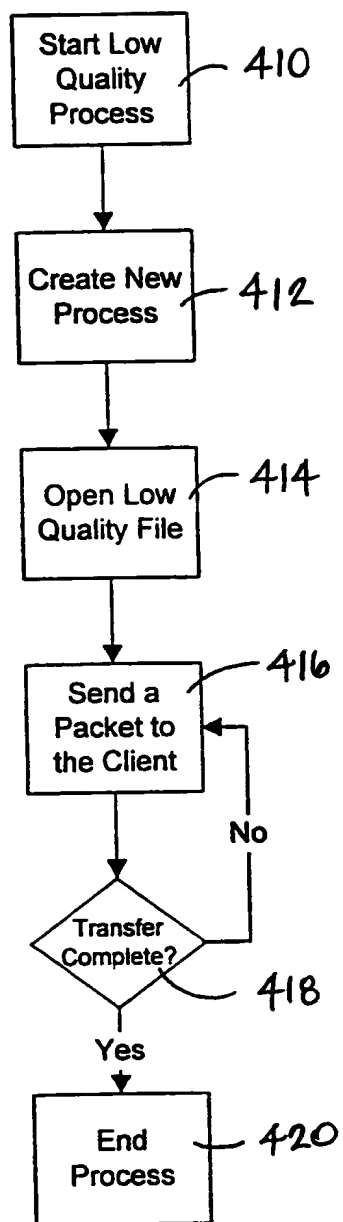 Start Low
Quality
Process
410
Create New
Process
412
Open Low
Quality File
414
Send a
Packet to
the Client
416
No
Transfer
Complete?
418
Yes
End
Process
420